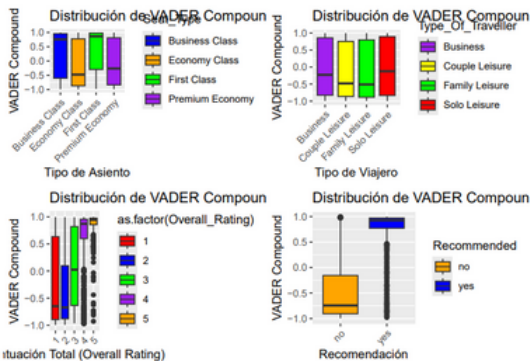 Distribución de VADER Compoun
VADER Compound
1.0
0.5
0.0
−0.5
−1.0
Business Class
Economy Class
First Class
Premium Economy
Tipo de Asiento
Seat_Type
Business Class
Economy Class
First Class
Premium Economy
Distribución de VADER Compoun
VADER Compound
1.0
0.5
0.0
−0.5
−1.0
Business
Couple Leisure
Family Leisure
Solo Leisure
Tipo de Viajero
Type_Of_Traveller
Business
Couple Leisure
Family Leisure
Solo Leisure
Distribución de VADER Compoun
VADER Compound
1.0
0.5
0.0
−0.5
−1.0
1 2 3 4 5
ntuación Total (Overall Rating)
as.factor(Overall_Rating)
1
2
3
4
5
Distribución de VADER Compoun
VADER Compound
1.0
0.5
0.0
−0.5
−1.0
no
yes
Recomendación
Recommended
no
yes